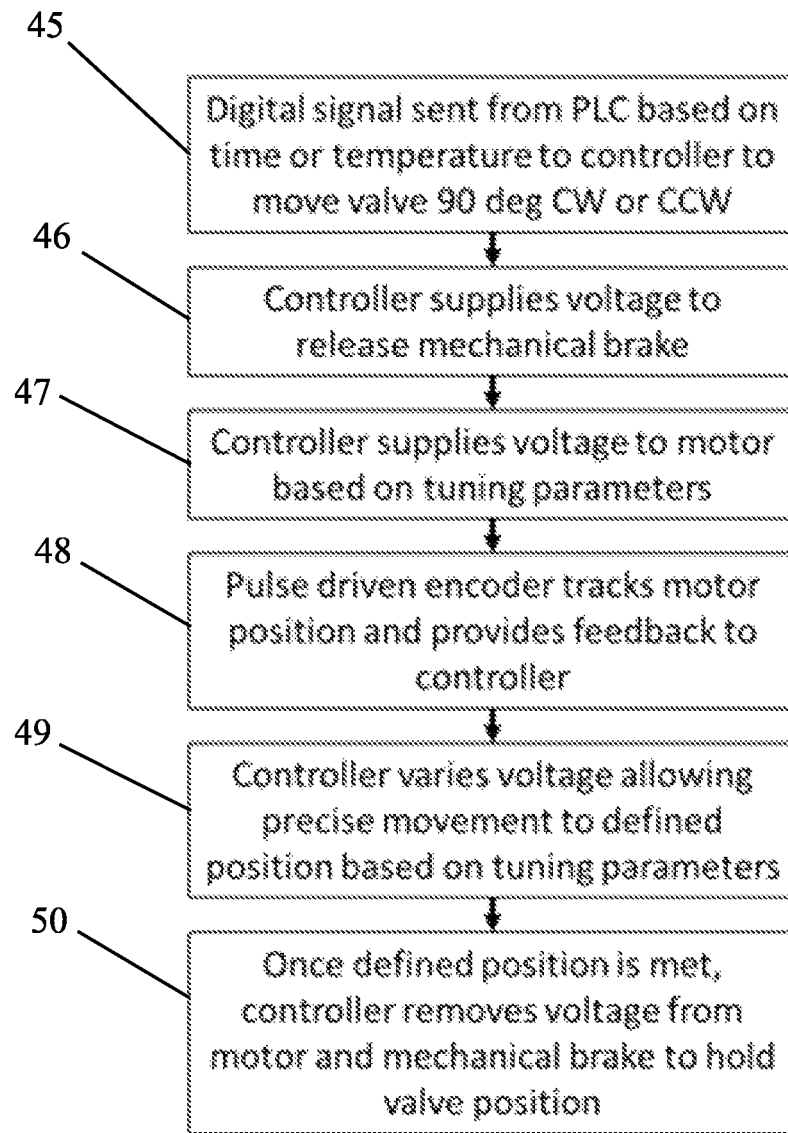 45
Digital signal sent from PLC based on
time or temperature to controller to
move valve 90 deg CW or CCW
46
Controller supplies voltage to
release mechanical brake
47
Controller supplies voltage to motor
based on tuning parameters
48
Pulse driven encoder tracks motor
position and provides feedback to
controller
49
Controller varies voltage allowing
precise movement to defined
position based on tuning parameters
50
Once defined position is met,
controller removes voltage from
motor and mechanical brake to hold
valve position